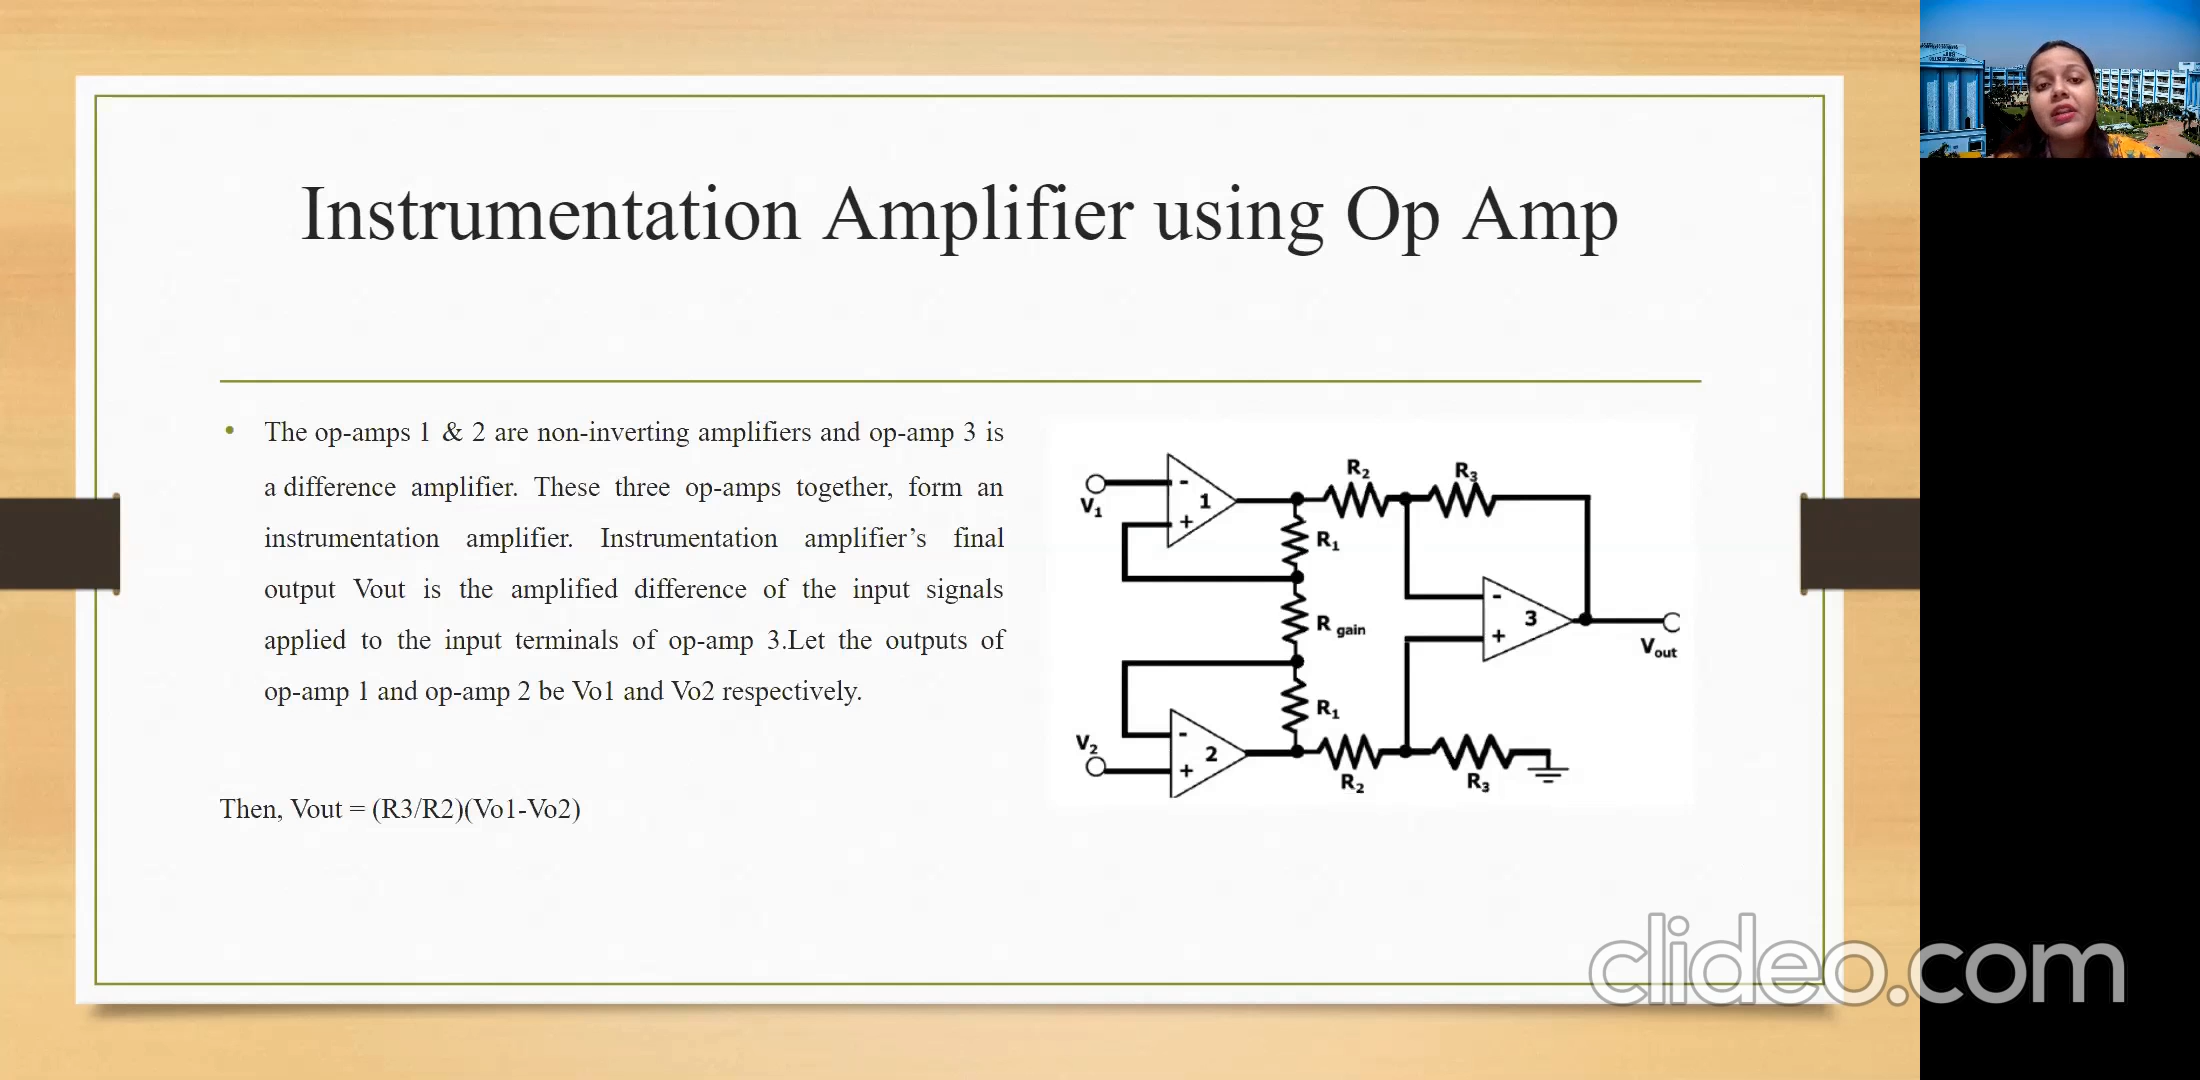 Instrumentation Amplifier using Op Amp
• The op-amps 1 & 2 are non-inverting amplifiers and op-amp 3 is
a difference amplifier. These three op-amps together, form an
instrumentation amplifier. Instrumentation amplifier’s final
output Vout is the amplified difference of the input signals
applied to the input terminals of op-amp 3.Let the outputs of
op-amp 1 and op-amp 2 be Vo1 and Vo2 respectively.
Then, Vout = (R3/R2)(Vo1-Vo2)
R2
R3
V1
-
1
+
R1
R gain
-
3
+
Vout
R1
V2
-
2
+
R2
R3
clideo.com